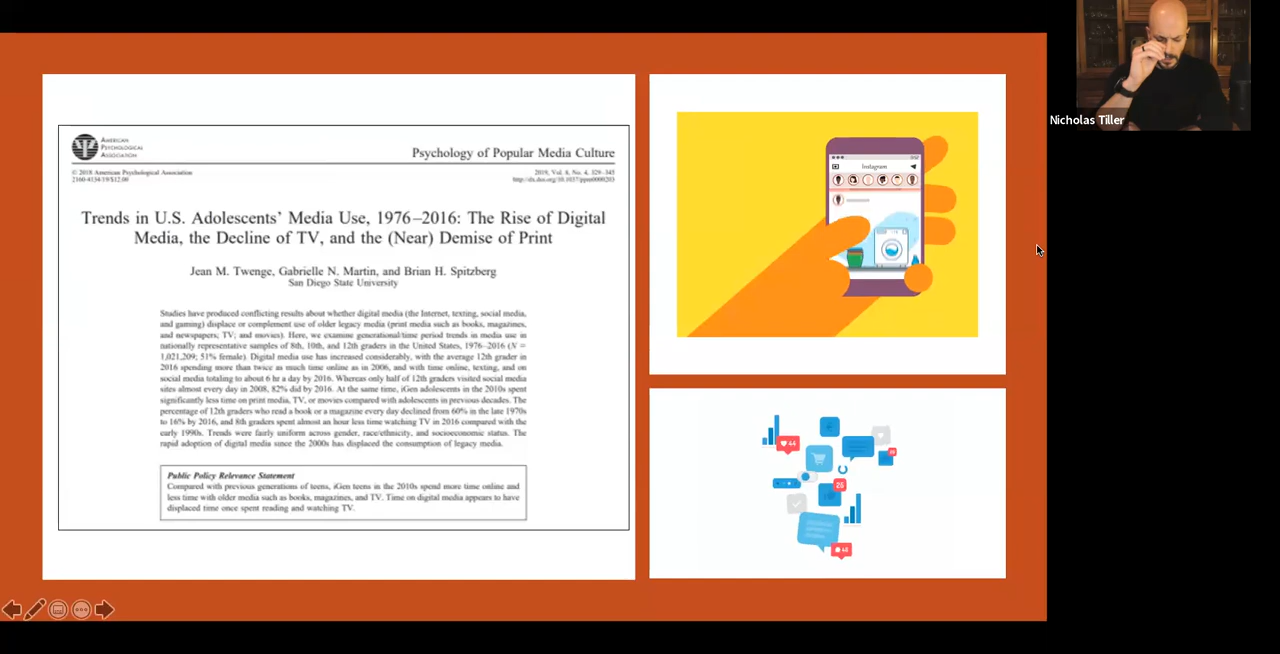 AMERICAN
PSYCHOLOGICAL
ASSOCIATION
Psychology of Popular Media Culture
© 2018 American Psychological Association
2160-4134/19/$12.00
2019, Vol. 8, No. 4, 329–345
http://dx.doi.org/10.1037/ppm0000203
Trends in U.S. Adolescents’ Media Use, 1976–2016: The Rise of Digital
Media, the Decline of TV, and the (Near) Demise of Print
Jean M. Twenge, Gabrielle N. Martin, and Brian H. Spitzberg
San Diego State University
Studies have produced conflicting results about whether digital media (the Internet, texting, social media,
and gaming) displace or complement use of older legacy media (print media such as books, magazines,
and newspapers; TV; and movies). Here, we examine generational/time period trends in media use in
nationally representative samples of 8th, 10th, and 12th graders in the United States, 1976–2016 (N =
1,021,209; 51% female). Digital media use has increased considerably, with the average 12th grader in
2016 spending more than twice as much time online as in 2006, and with time online, texting, and on
social media totaling to about 6 hr a day by 2016. Whereas only half of 12th graders visited social media
sites almost every day in 2008, 82% did by 2016. At the same time, iGen adolescents in the 2010s spent
significantly less time on print media, TV, or movies compared with adolescents in previous decades. The
percentage of 12th graders who read a book or a magazine every day declined from 60% in the late 1970s
to 16% by 2016, and 8th graders spent almost an hour less time watching TV in 2016 compared with the
early 1990s. Trends were fairly uniform across gender, race/ethnicity, and socioeconomic status. The
rapid adoption of digital media since the 2000s has displaced the consumption of legacy media.
Public Policy Relevance Statement
Compared with previous generations of teens, iGen teens in the 2010s spend more time online and
less time with older media such as books, magazines, and TV. Time on digital media appears to have
displaced time once spent reading and watching TV.
Instagram
44
26
Nicholas Tiller